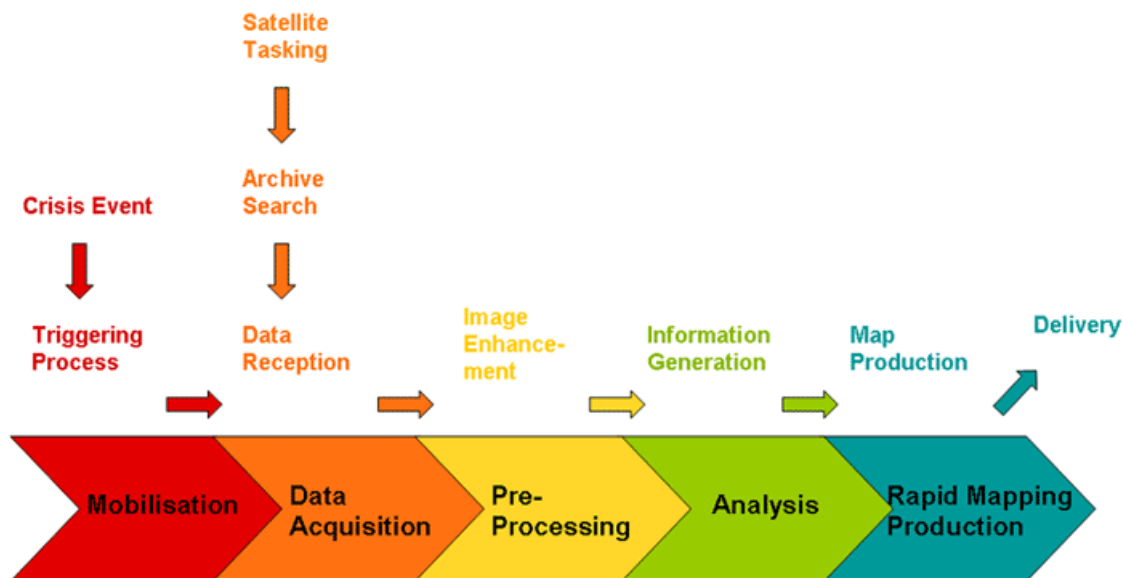 Satellite
Tasking
Crisis Event
Archive
Search
Triggering
Process
Data
Reception
Image
Enhance-
ment
Information
Generation
Map
Production
Delivery
Mobilisation
Data
Acquisition
Pre-
Processing
Analysis
Rapid Mapping
Production